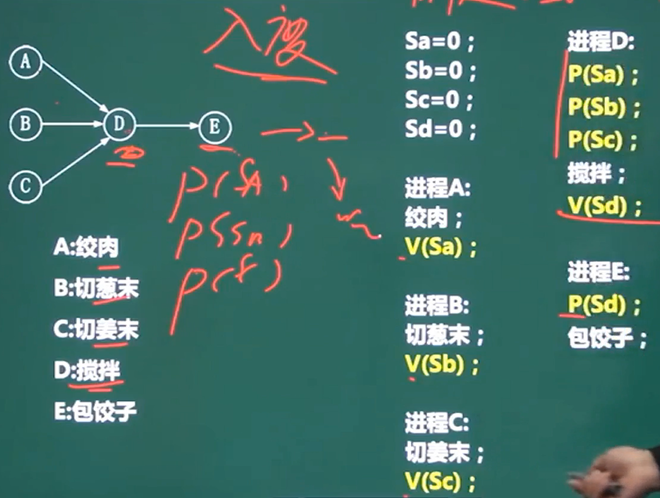 入度
A
B
C
D
E
P(SA);
P(SB);
P(S)
A:绞肉
B:切葱末
C:切姜末
D:搅拌
E:包饺子
Sa=0；
Sb=0；
Sc=0；
Sd=0；
进程A:
绞肉；
V(Sa)；
进程B:
切葱末；
V(Sb)；
进程C:
切姜末；
V(Sc)；
进程D:
P(Sa)；
P(Sb)；
P(Sc)；
搅拌；
V(Sd)；
进程E:
P(Sd)；
包饺子；